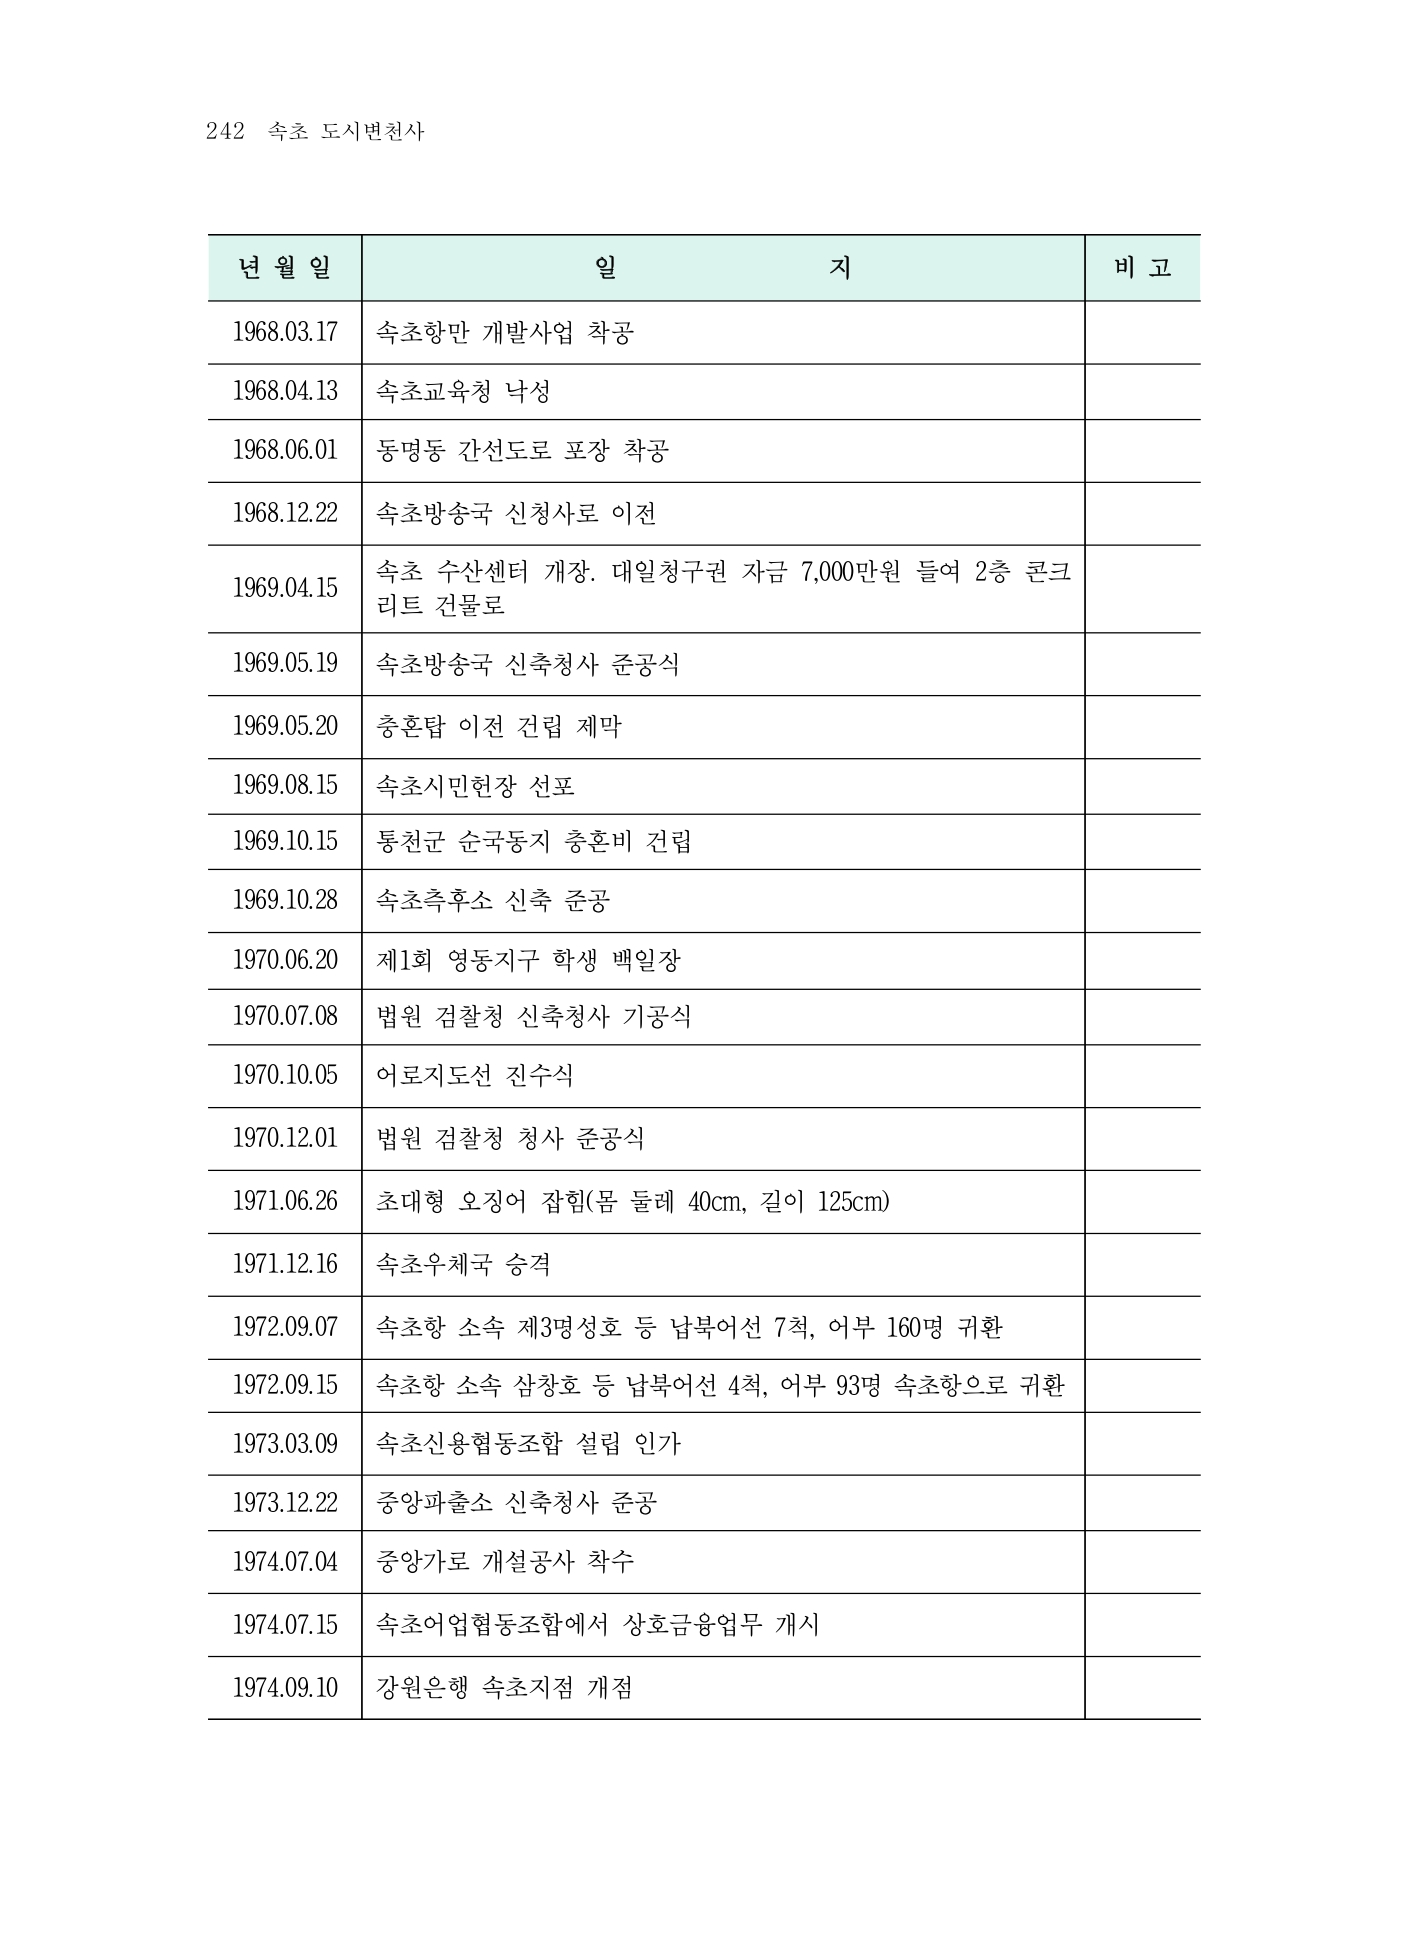 242 속초 도시변천사
년 월 일 일 지 비 고
1968.03.17 속초항만 개발사업 착공
1968.04.13 속초교육청 낙성
1968.06.01 동명동 간선도로 포장 착공
1968.12.22 속초방송국 신청사로 이전
1969.04.15 속초 수산센터 개장. 대일청구권 자금 7,000만원 들여 2층 콘크
리트 건물로
1969.05.19 속초방송국 신축청사 준공식
1969.05.20 충혼탑 이전 건립 제막
1969.08.15 속초시민헌장 선포
1969.10.15 통천군 순국동지 충혼비 건립
1969.10.28 속초측후소 신축 준공
1970.06.20 제1회 영동지구 학생 백일장
1970.07.08 법원 검찰청 신축청사 기공식
1970.10.05 어로지도선 진수식
1970.12.01 법원 검찰청 청사 준공식
1971.06.26 초대형 오징어 잡힘(몸 둘레 40cm, 길이 125cm)
1971.12.16 속초우체국 승격
1972.09.07 속초항 소속 제3명성호 등 납북어선 7척, 어부 160명 귀환
1972.09.15 속초항 소속 삼창호 등 납북어선 4척, 어부 93명 속초항으로 귀환
1973.03.09 속초신용협동조합 설립 인가
1973.12.22 중앙파출소 신축청사 준공
1974.07.04 중앙가로 개설공사 착수
1974.07.15 속초어업협동조합에서 상호금융업무 개시
1974.09.10 강원은행 속초지점 개점